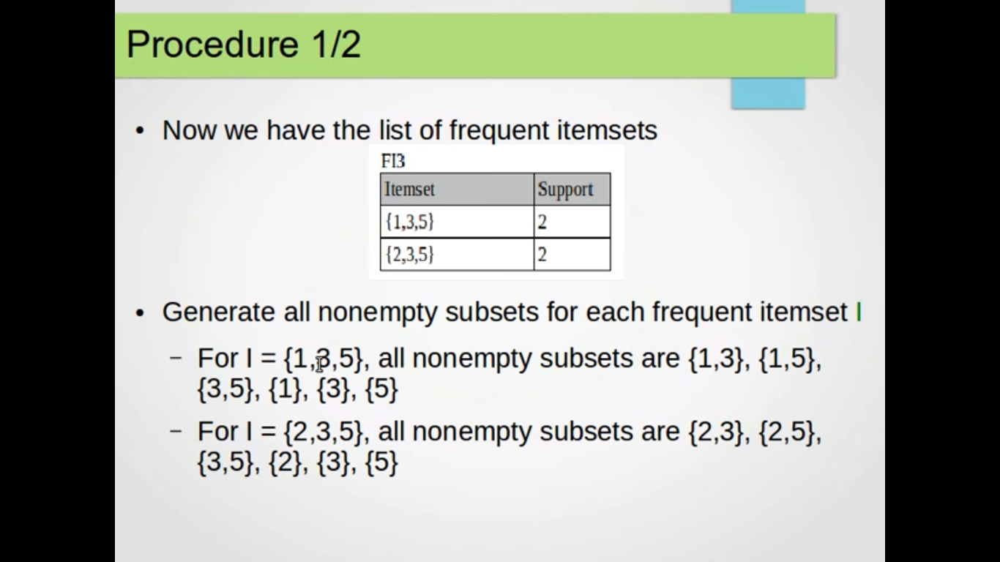 Procedure 1/2
• Now we have the list of frequent itemsets
FI3
Itemset Support
{1,3,5} 2
{2,3,5} 2
• Generate all nonempty subsets for each frequent itemset I
– For I = {1,3,5}, all nonempty subsets are {1,3}, {1,5},
{3,5}, {1}, {3}, {5}
– For I = {2,3,5}, all nonempty subsets are {2,3}, {2,5},
{3,5}, {2}, {3}, {5}